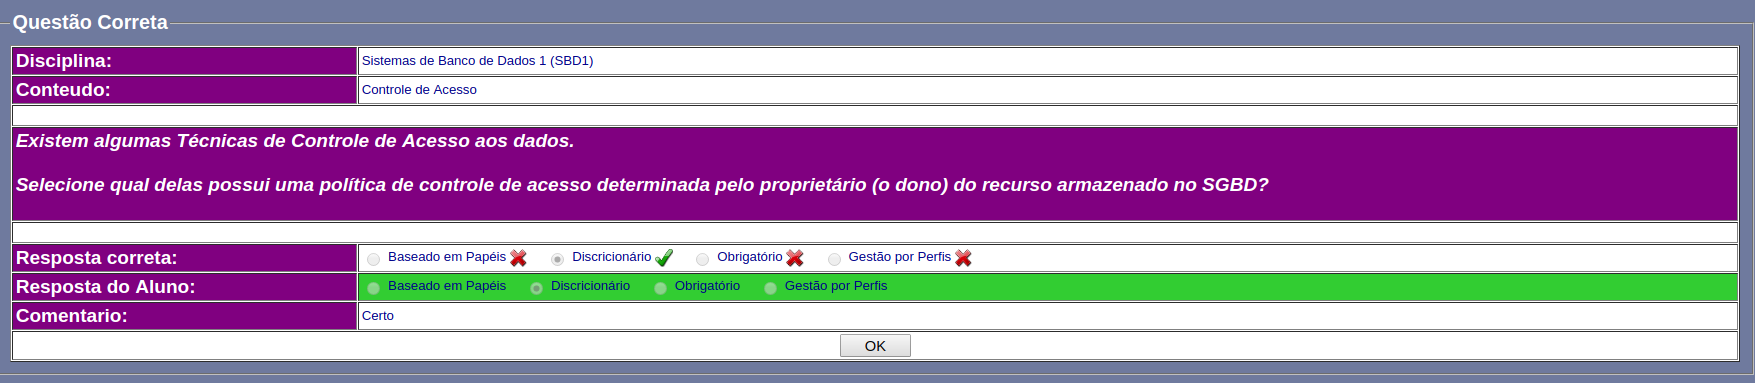 Questão Correta
Disciplina: Sistemas de Banco de Dados 1 (SBD1)
Conteudo: Controle de Acesso
Existem algumas Técnicas de Controle de Acesso aos dados.
Selecione qual delas possui uma política de controle de acesso determinada pelo proprietário (o dono) do recurso armazenado no SGBD?
Resposta correta: Baseado em Papéis Discricionário Obrigatório Gestão por Perfis
Resposta do Aluno: Baseado em Papéis Discricionário Obrigatório Gestão por Perfis
Comentario: Certo
OK